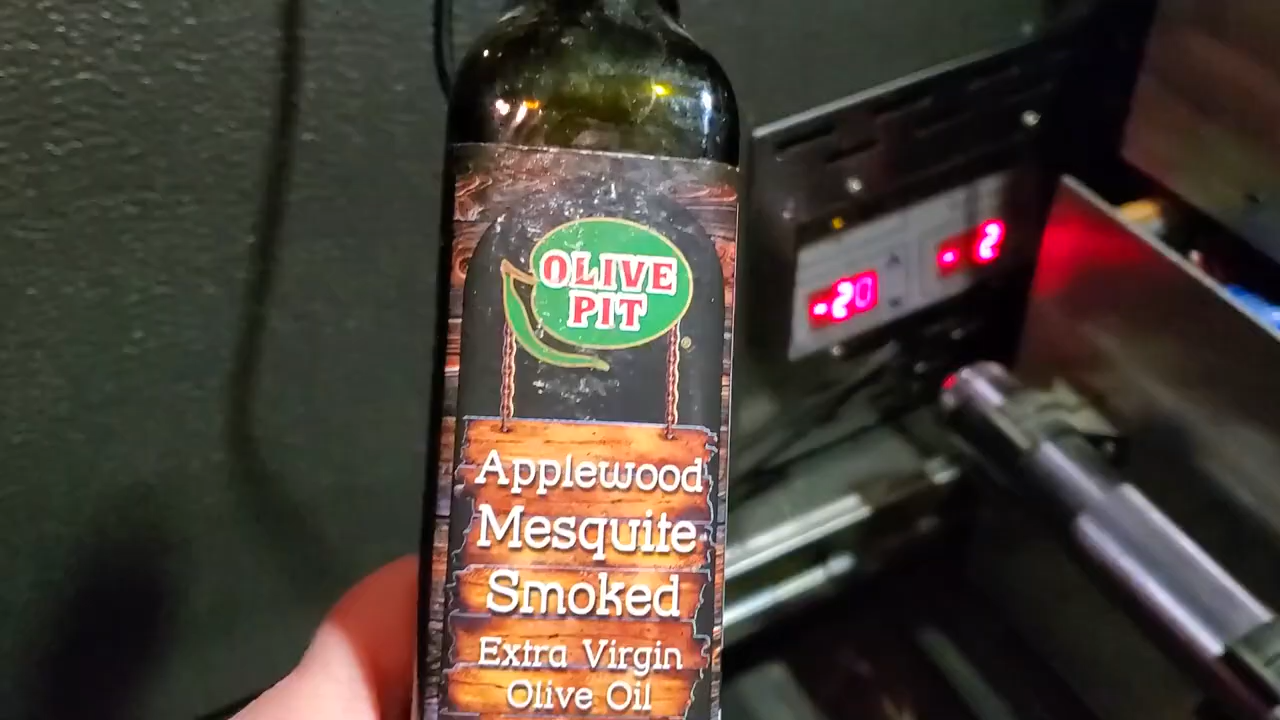 OLIVE
PIT
®
Applewood
Mesquite
Smoked
Extra Virgin
Olive Oil
-20
- 2